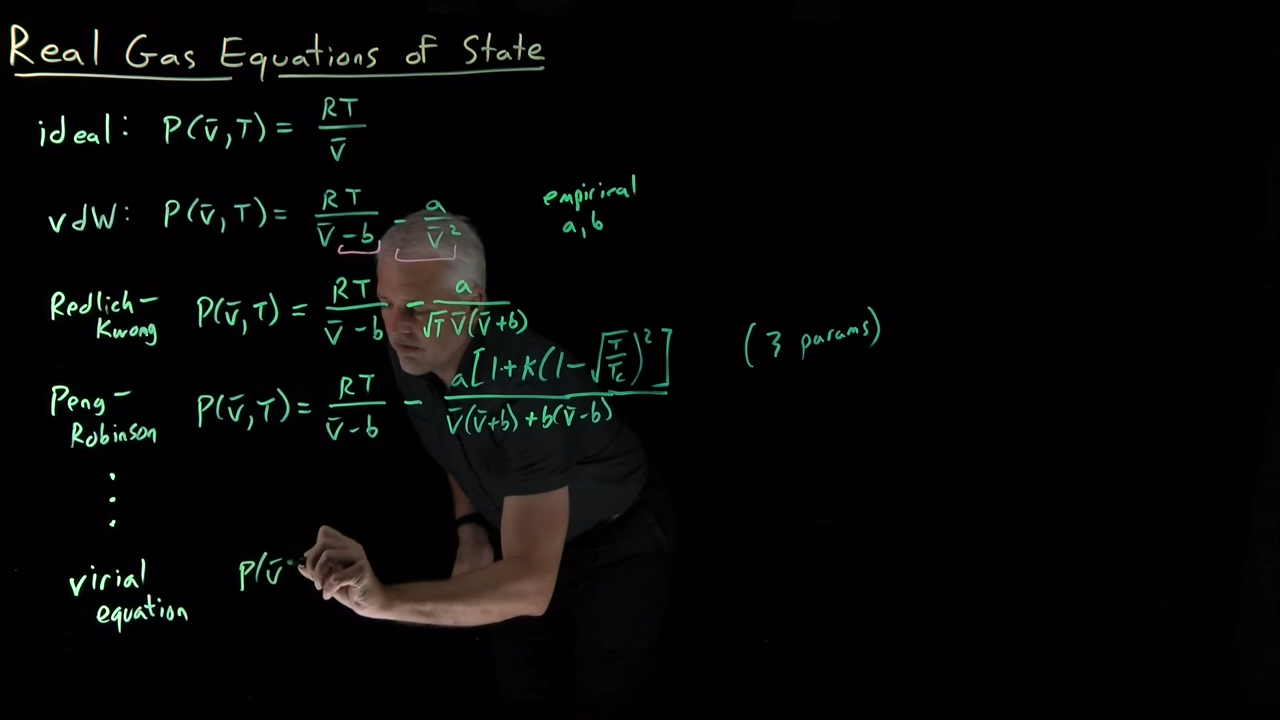 Real Gas Equations of State
ideal: P(v̄,T) = RT / V̄
vdW: P(v̄,T) = RT / (V̄ - b) - a / V̄²
empirical
a, b
Redlich-
Kwong P(v̄,T) = RT / (V̄ - b) - a / (√T V̄(V̄+b))
Peng-
Robinson P(v̄,T) = RT / (V̄ - b) - a[1+κ(1-√(T/Tc))²] / (V̄(V̄+b)+b(V̄-b))
(3 params)
⋮
virial
equation P(v̄